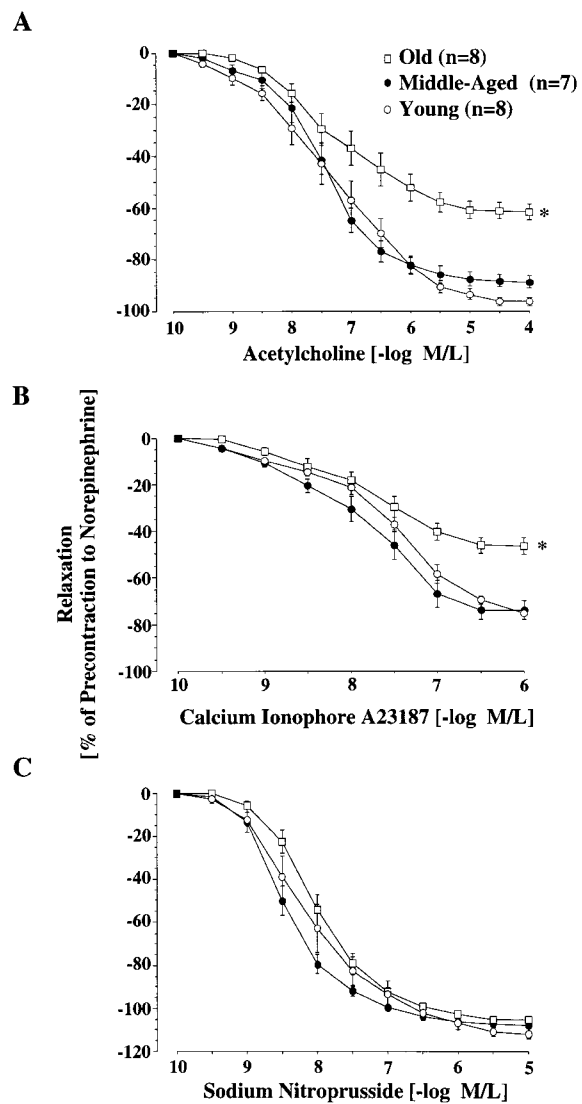 A
Old (n=8)
Middle-Aged (n=7)
Young (n=8)
0
-20
-40
-60
-80
-100
*
10 9 8 7 6 5 4
Acetylcholine [-log M/L]
B
Relaxation
[% of Precontraction to Norepinephrine]
0
-20
-40
-60
-80
-100
*
10 9 8 7 6
Calcium Ionophore A23187 [-log M/L]
C
0
-20
-40
-60
-80
-100
-120
10 9 8 7 6 5
Sodium Nitroprusside [-log M/L]